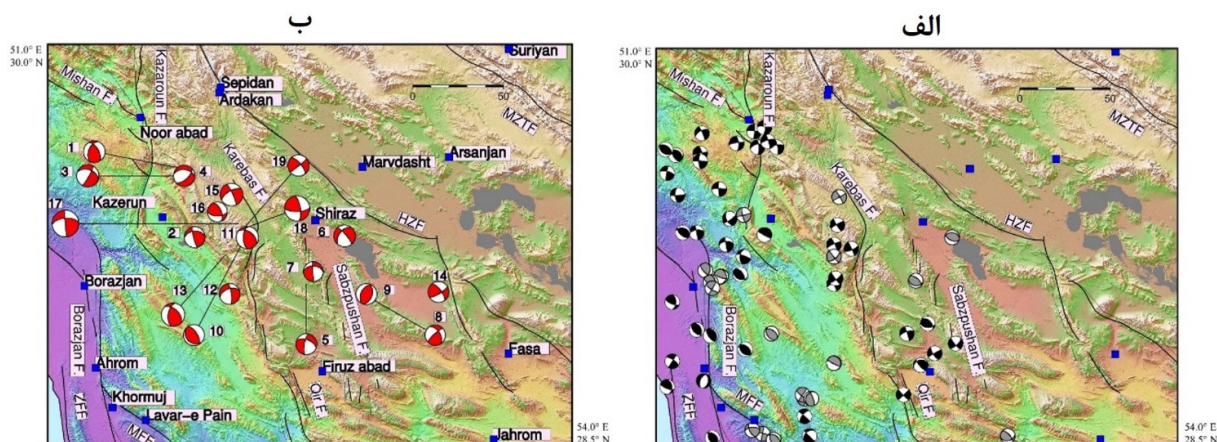 ب
51.0° E
30.0° N
Suriyan
Mishan F.
Kazaroun F.
Sepidan
Ardakan
50
MZTF
Noor abad
1
3
4
Karebas F.
19
Marvdasht
Arsanjan
15
16
17
Kazerun
2
11
18
Shiraz
6
HZF
7
Borazjan
13
12
10
Sabzpushan F.
9
14
8
Borazjan F.
5
Fasa
Ahrom
Firuz abad
ZFF
Khormuj
Qir F.
Lavar-e Pain
MFF
Jahrom
54.0° E
28.5° N
الف
51.0° E
30.0° N
Mishan F.
Kazaroun F.
50
MZTF
Karebas F.
HZF
Sabzpushan F.
Borazjan F.
ZFF
MFF
Qir F.
54.0° E
28.5° N